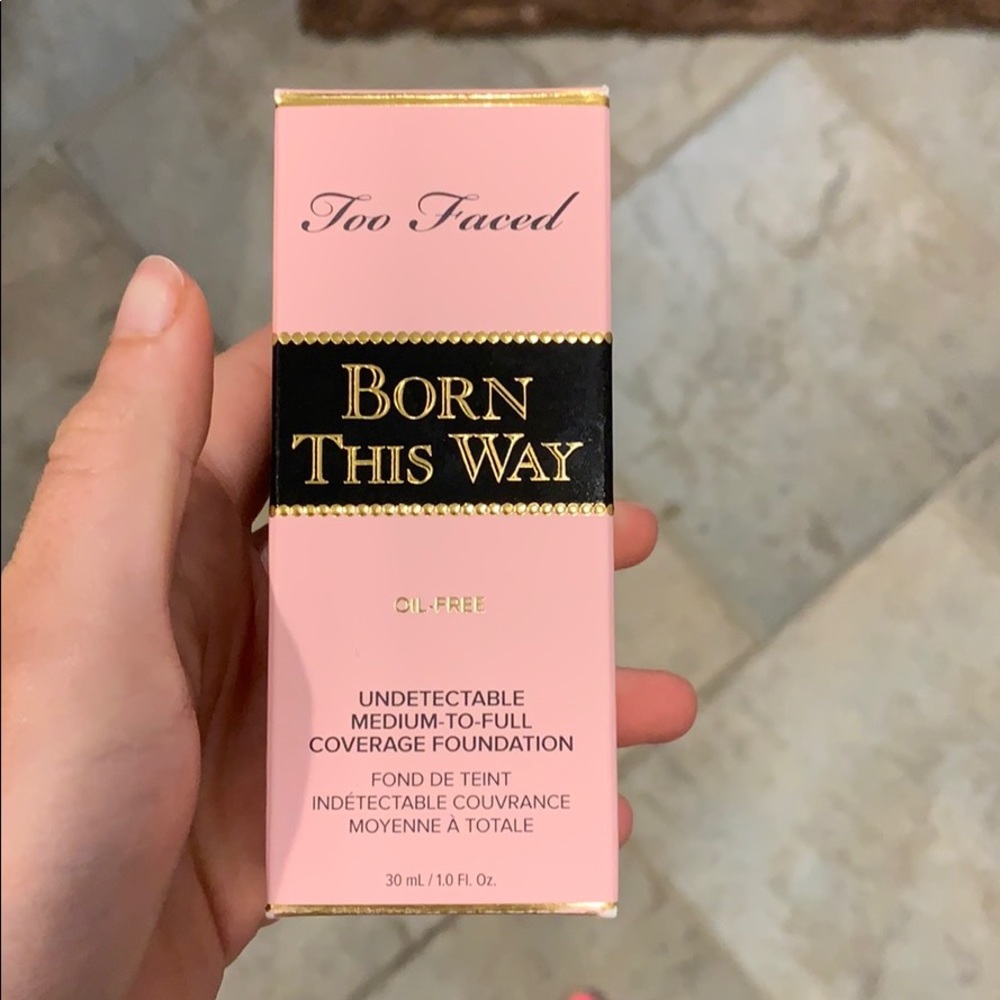 Too Faced
BORN
THIS WAY
OIL-FREE
UNDETECTABLE
MEDIUM-TO-FULL
COVERAGE FOUNDATION
FOND DE TEINT
INDÉTECTABLE COUVRANCE
MOYENNE À TOTALE
30 mL / 1.0 Fl. Oz.